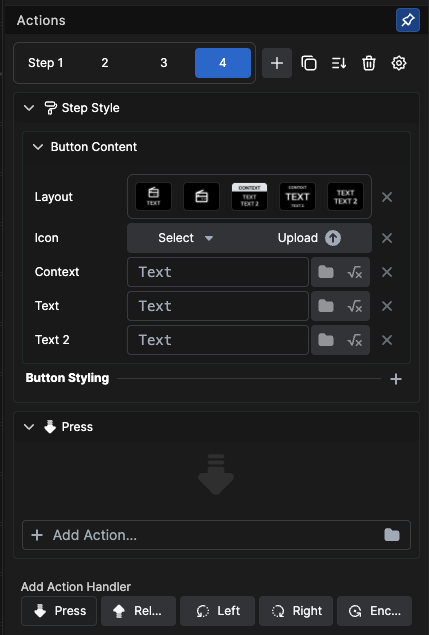 Actions
Step 1 2 3 4
Step Style
Button Content
Layout TEXT CONTEXT TEXT TEXT 2 CONTEXT TEXT TEXT 2 TEXT TEXT 2
Icon Select Upload
Context Text √x
Text Text √x
Text 2 Text √x
Button Styling
Press
Add Action...
Add Action Handler
Press Rel... Left Right Enc...